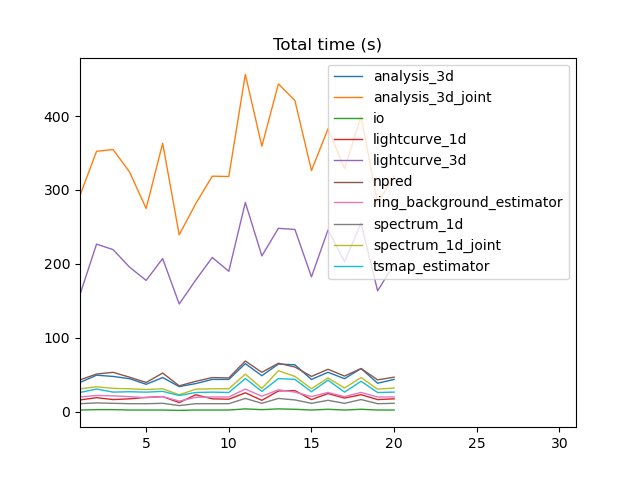 Total time (s)
400
300
200
100
0
5
10
15
20
25
30
analysis_3d
analysis_3d_joint
io
lightcurve_1d
lightcurve_3d
npred
ring_background_estimator
spectrum_1d
spectrum_1d_joint
tsmap_estimator